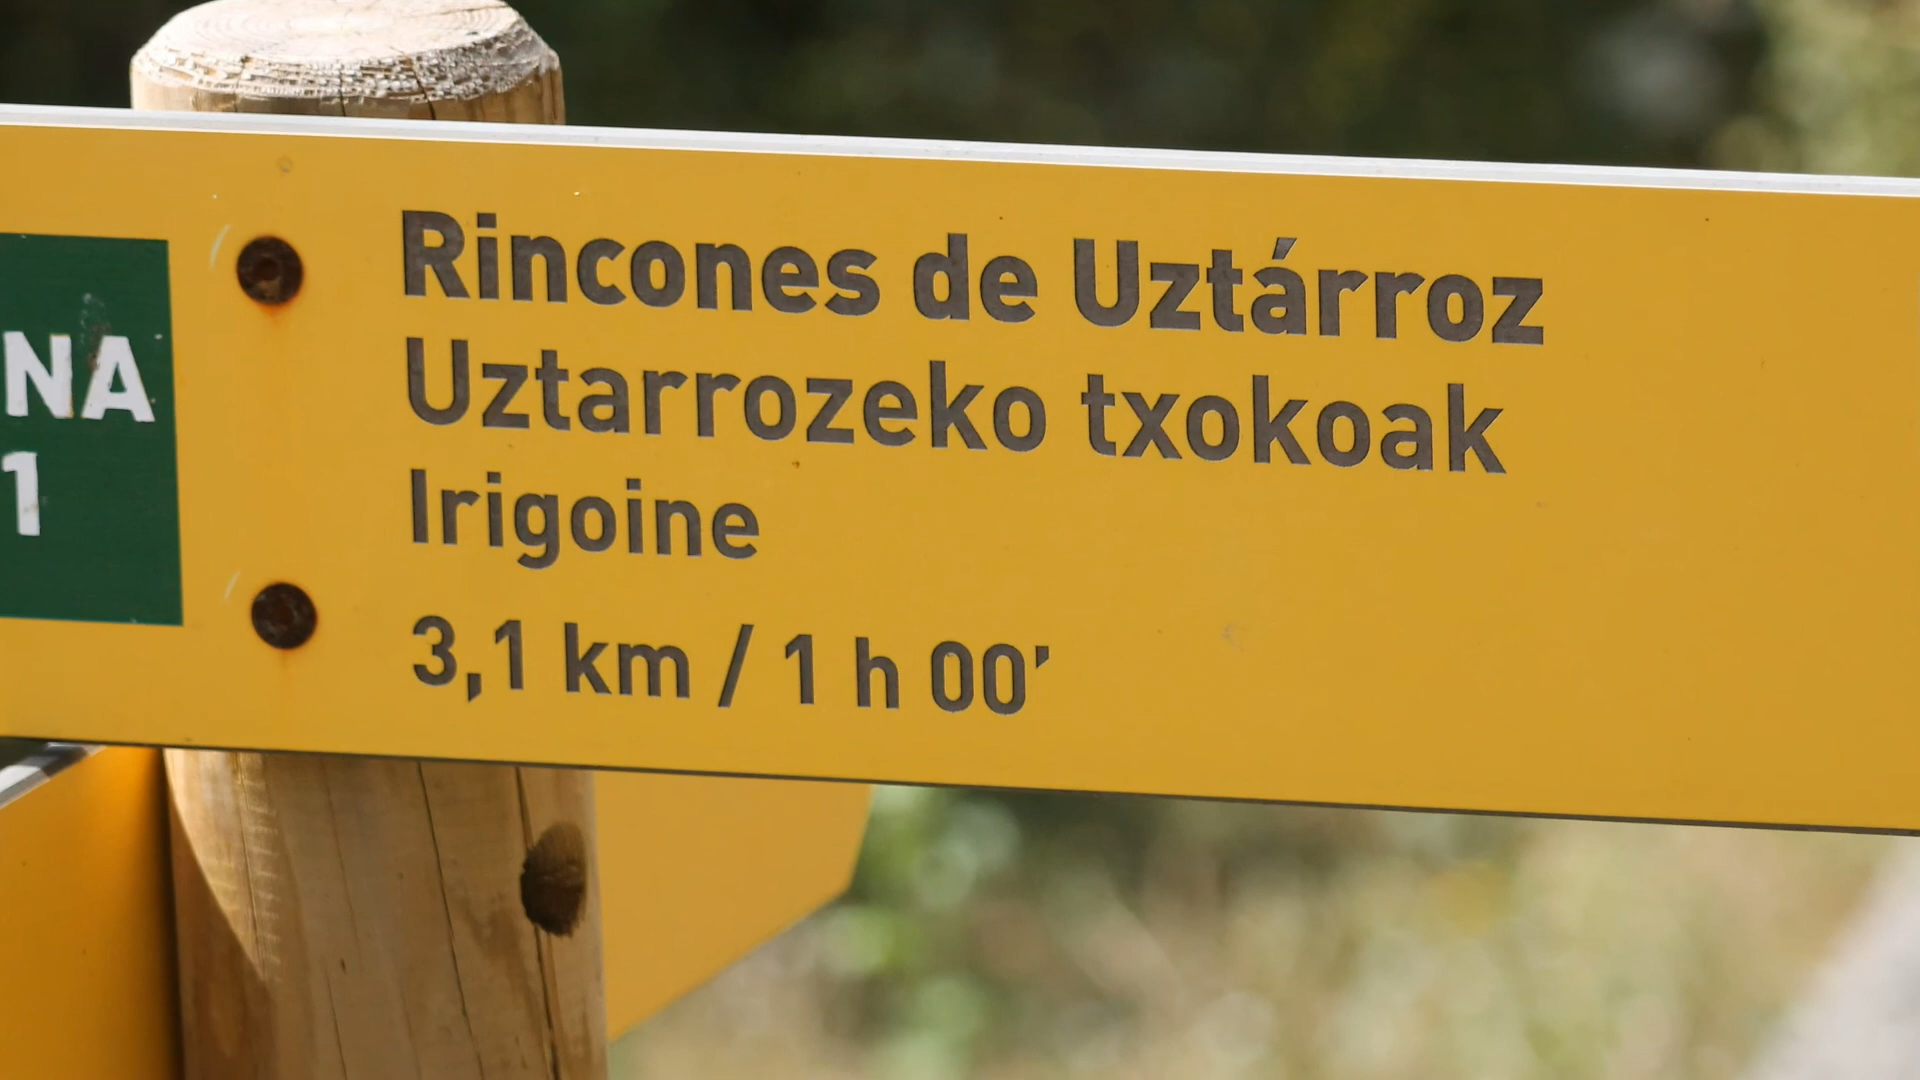 NA
1
Rincones de Uztárroz
Uztarrozeko txokoak
Irigoine
3,1 km / 1 h 00'